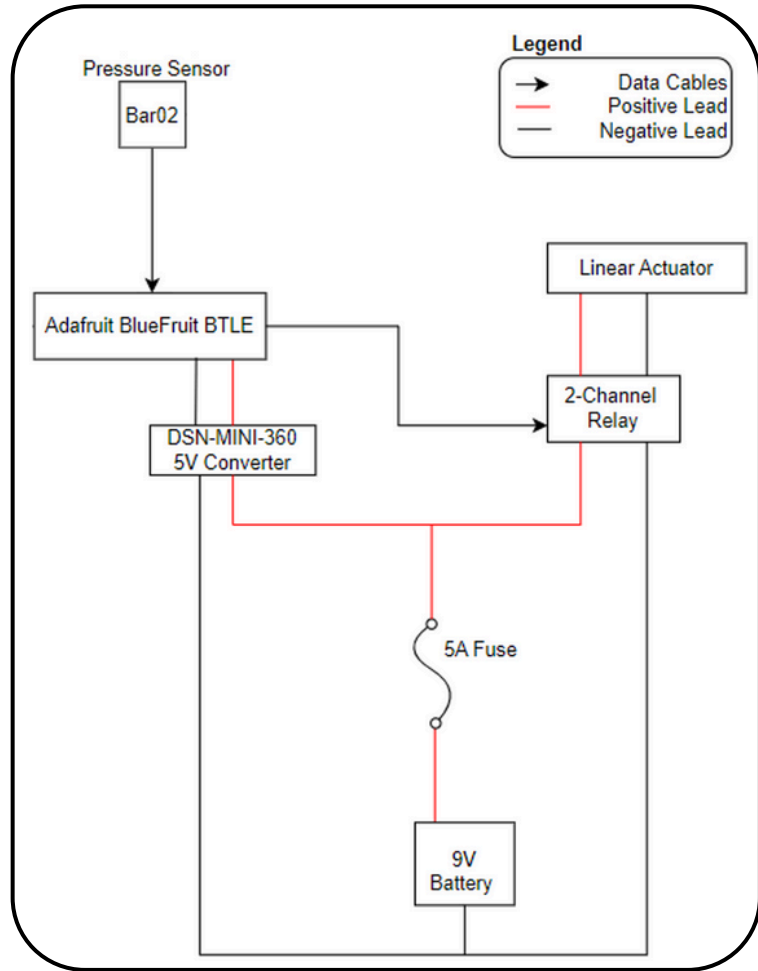 Legend
Data Cables
Positive Lead
Negative Lead
Pressure Sensor
Bar02
Adafruit BlueFruit BTLE
Linear Actuator
2-Channel
Relay
DSN-MINI-360
5V Converter
5A Fuse
9V
Battery